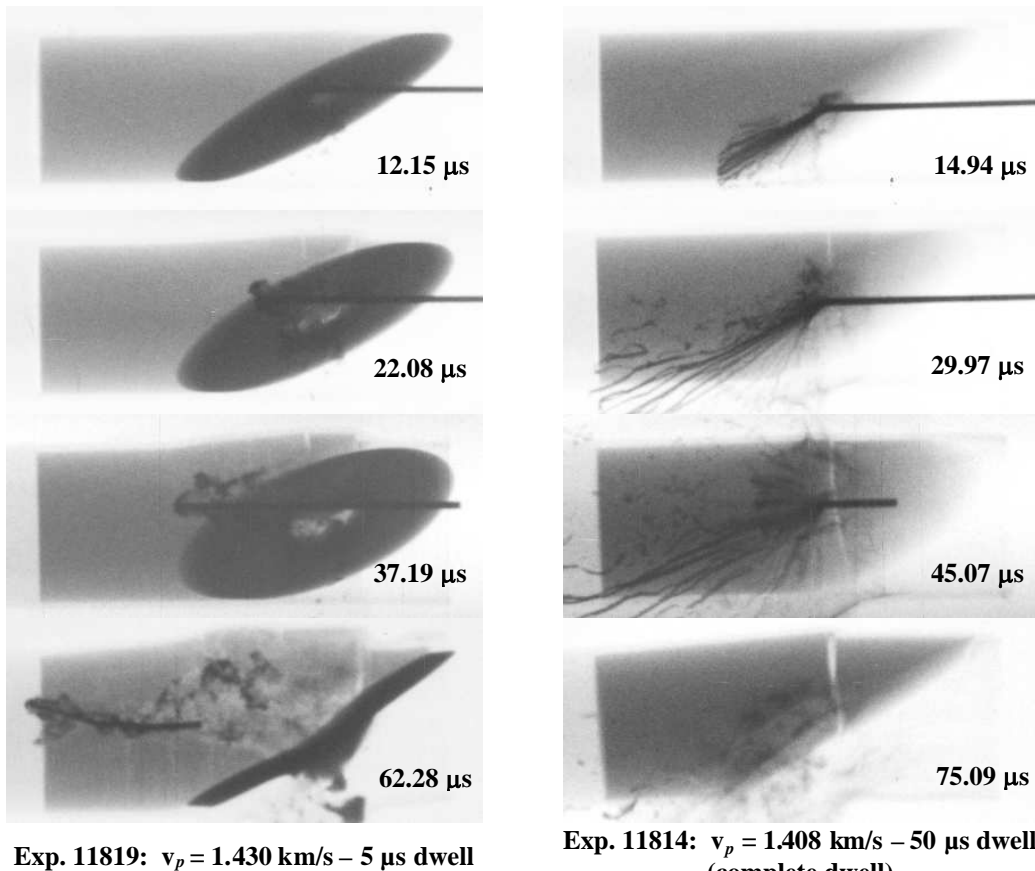 12.15 µs
22.08 µs
37.19 µs
62.28 µs
Exp. 11819: vₚ = 1.430 km/s – 5 µs dwell
14.94 µs
29.97 µs
45.07 µs
75.09 µs
Exp. 11814: vₚ = 1.408 km/s – 50 µs dwell
(complete dwell)